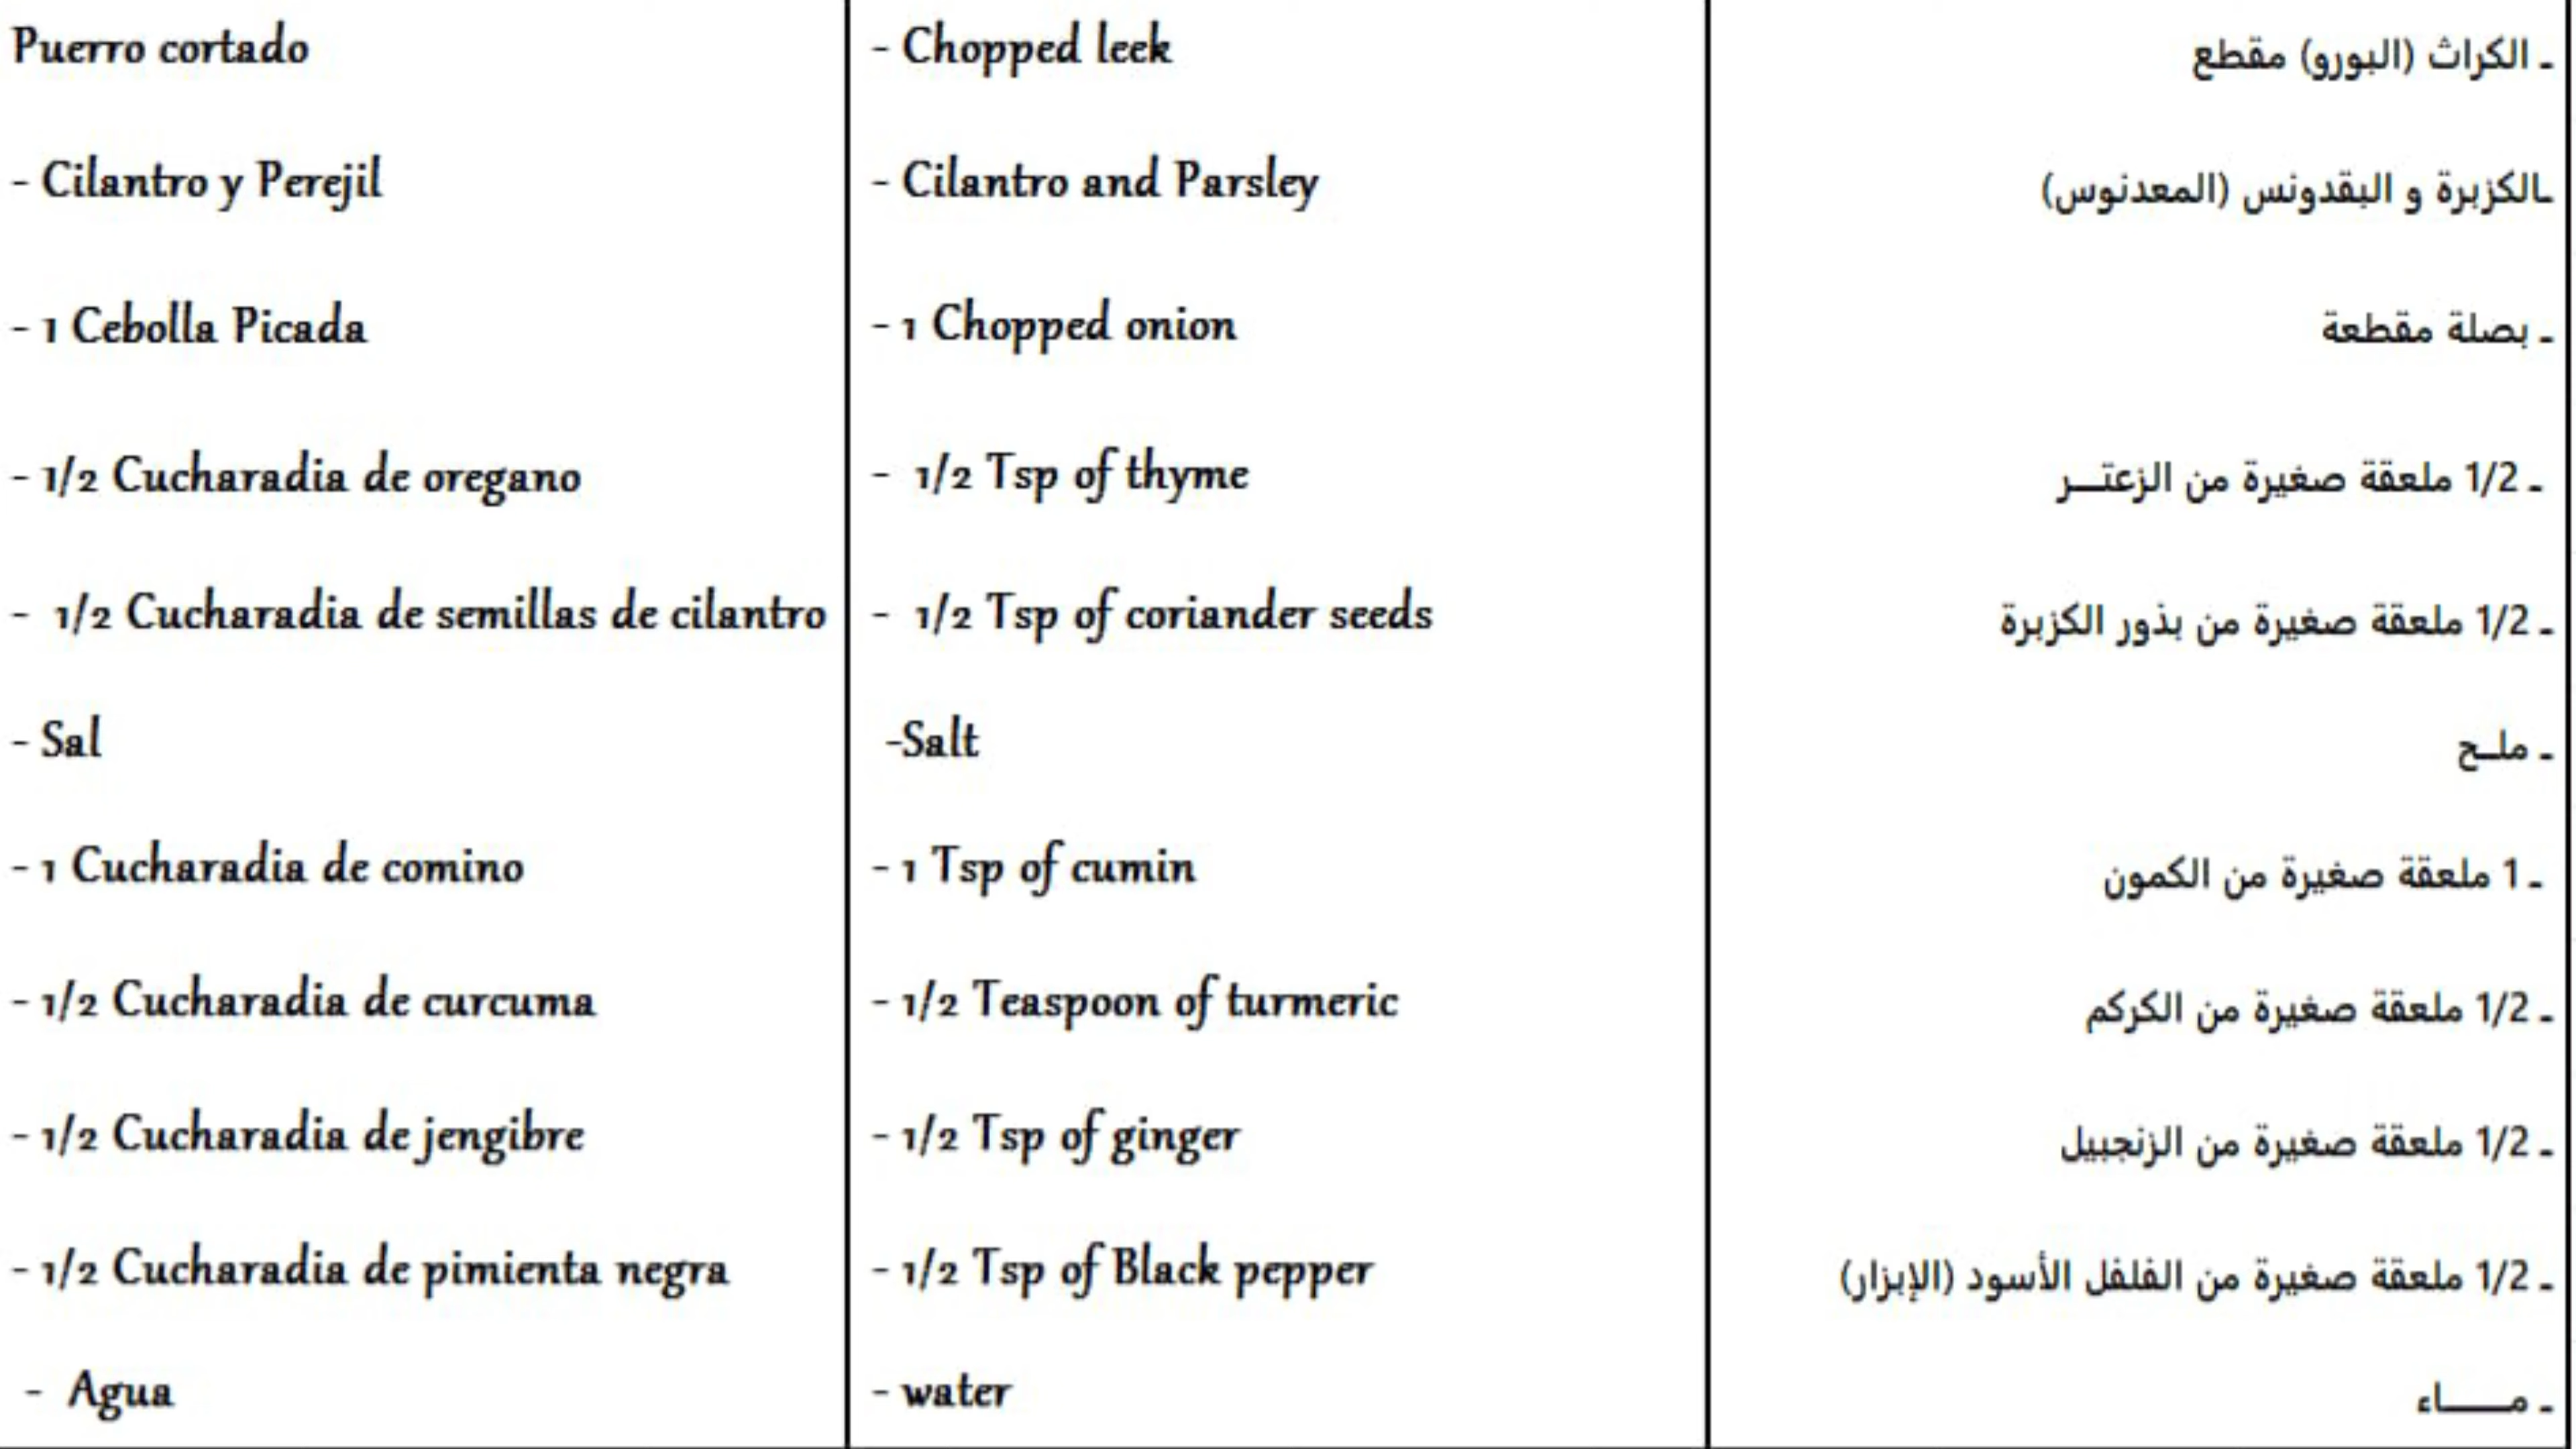 Puerro cortado
- Cilantro y Perejil
- 1 Cebolla Picada
- 1/2 Cucharadia de oregano
- 1/2 Cucharadia de semillas de cilantro
- Sal
- 1 Cucharadia de comino
- 1/2 Cucharadia de curcuma
- 1/2 Cucharadia de jengibre
- 1/2 Cucharadia de pimienta negra
- Agua
- Chopped leek
- Cilantro and Parsley
- 1 Chopped onion
- 1/2 Tsp of thyme
- 1/2 Tsp of coriander seeds
-Salt
- 1 Tsp of cumin
- 1/2 Teaspoon of turmeric
- 1/2 Tsp of ginger
- 1/2 Tsp of Black pepper
- water
ـ الكراث (البورو) مقطع
ـالكزبرة و البقدونس (المعدنوس)
ـ بصلة مقطعة
ـ 1/2 ملعقة صغيرة من الزعتـــر
ـ 1/2 ملعقة صغيرة من بذور الكزبرة
ـ ملـح
ـ 1 ملعقة صغيرة من الكمون
ـ 1/2 ملعقة صغيرة من الكركم
ـ 1/2 ملعقة صغيرة من الزنجبيل
ـ 1/2 ملعقة صغيرة من الفلفل الأسود (الإبزار)
ـ مـــــاء